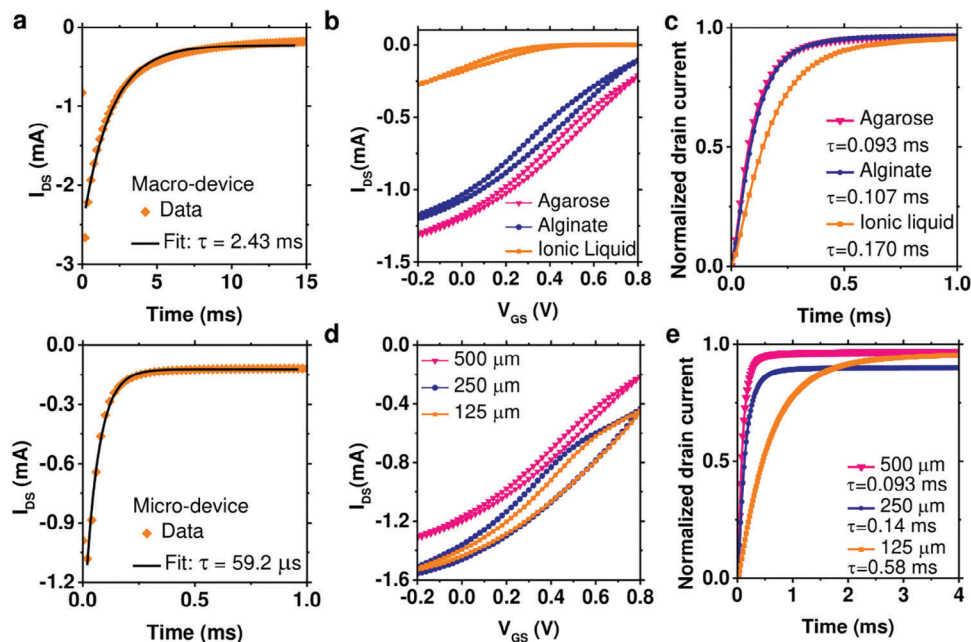 a
0
-1
-2
-3
I_DS (mA)
Macro-device
Data
Fit: τ = 2.43 ms
0
5
10
15
Time (ms)
b
0.0
-0.5
-1.0
-1.5
I_DS (mA)
Agarose
Alginate
Ionic Liquid
-0.2 0.0 0.2 0.4 0.6 0.8
V_GS (V)
c
1.0
0.5
0.0
Normalized drain current
Agarose
τ=0.093 ms
Alginate
τ=0.107 ms
Ionic liquid
τ=0.170 ms
0.0
0.5
1.0
Time (ms)
0.0
-0.3
-0.6
-0.9
-1.2
I_DS (mA)
Micro-device
Data
Fit: τ = 59.2 μs
0.0
0.5
1.0
Time (ms)
d
0.0
-0.4
-0.8
-1.2
-1.6
I_DS (mA)
500 μm
250 μm
125 μm
-0.2 0.0 0.2 0.4 0.6 0.8
V_GS (V)
e
1.0
0.5
0.0
Normalized drain current
500 μm
τ=0.093 ms
250 μm
τ=0.14 ms
125 μm
τ=0.58 ms
0 1 2 3 4
Time (ms)